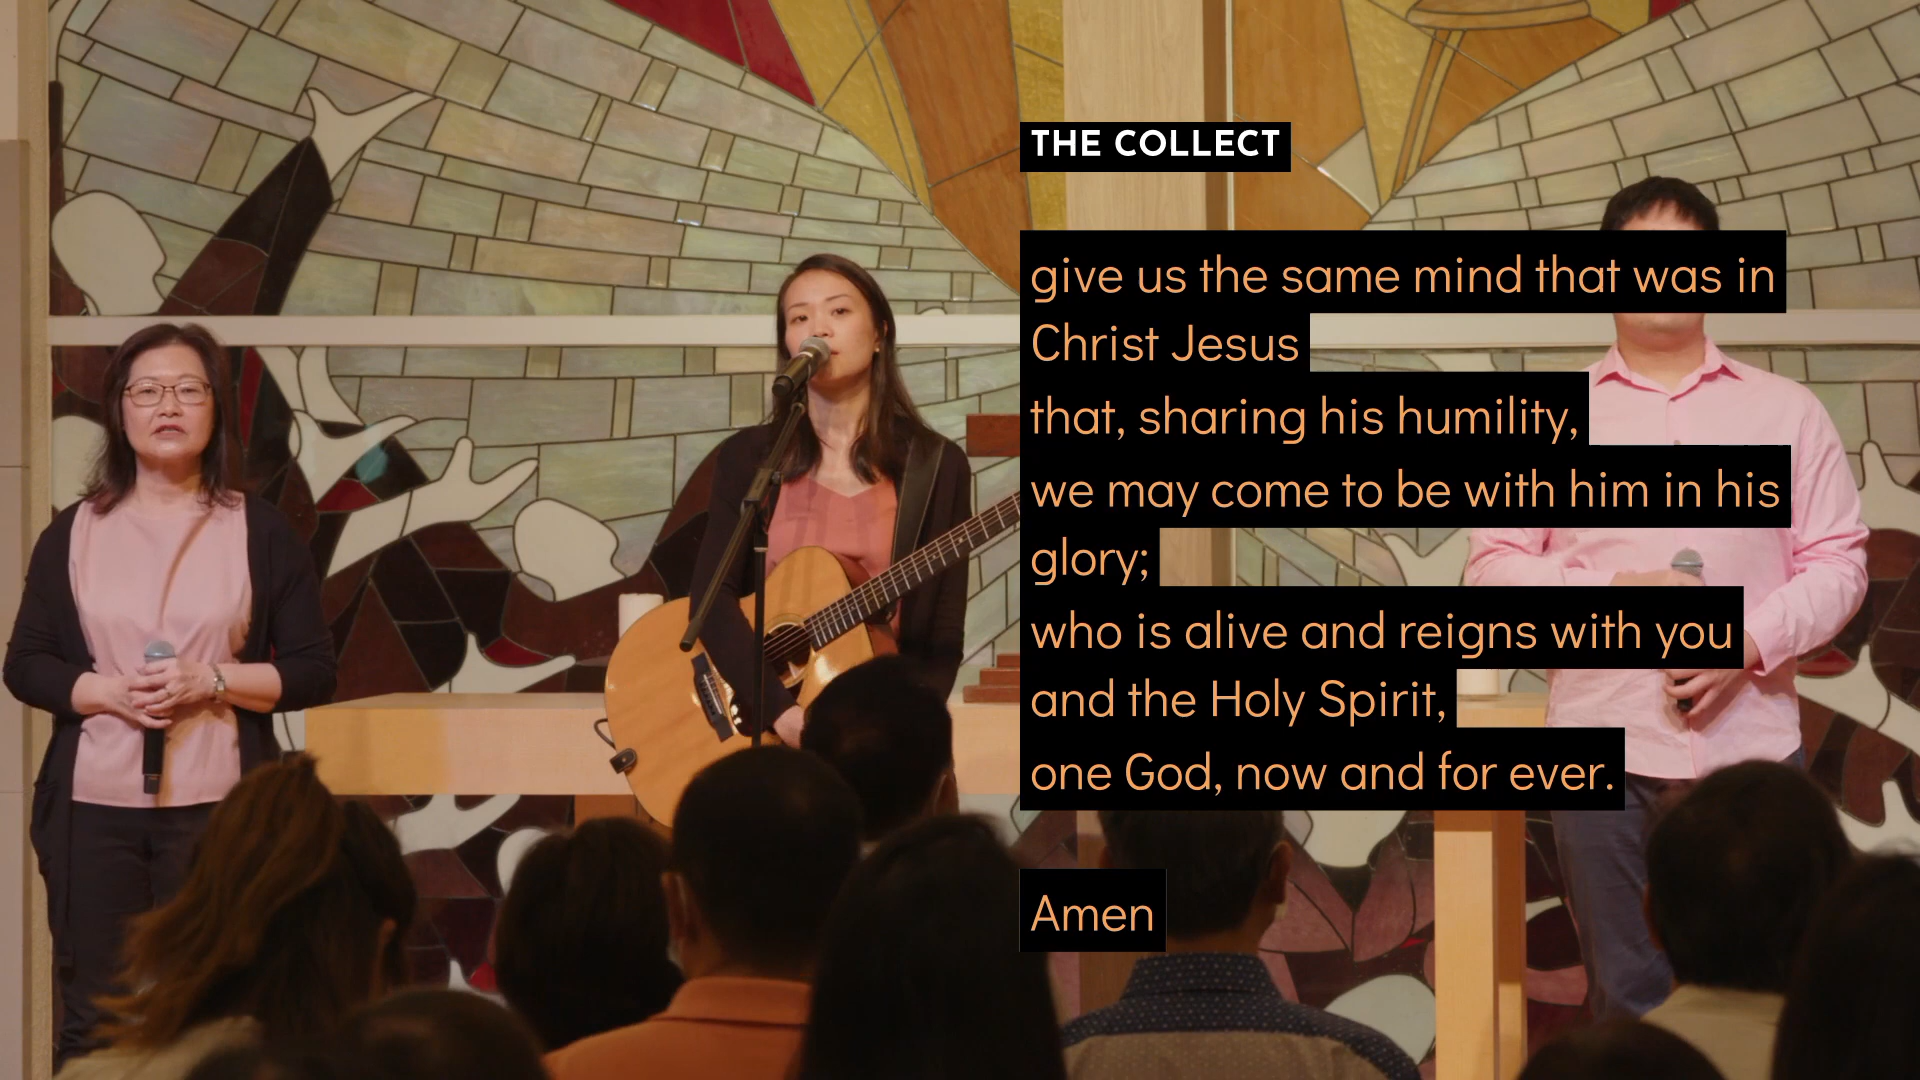 THE COLLECT
give us the same mind that was in
Christ Jesus
that, sharing his humility,
we may come to be with him in his
glory;
who is alive and reigns with you
and the Holy Spirit,
one God, now and for ever.
Amen